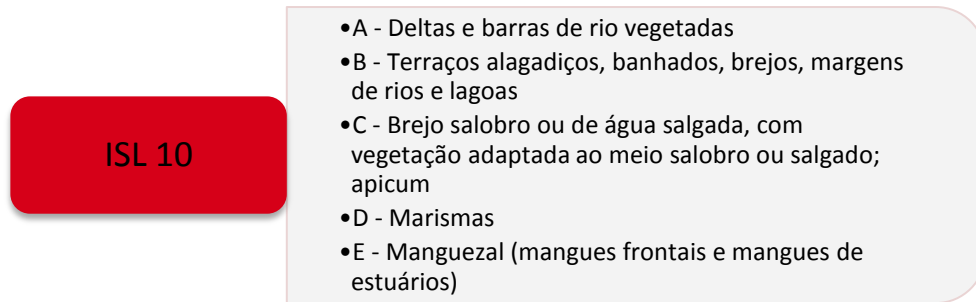 ISL 10
•A - Deltas e barras de rio vegetadas
•B - Terraços alagadiços, banhados, brejos, margens
de rios e lagoas
•C - Brejo salobro ou de água salgada, com
vegetação adaptada ao meio salobro ou salgado;
apicum
•D - Marismas
•E - Manguezal (mangues frontais e mangues de
estuários)